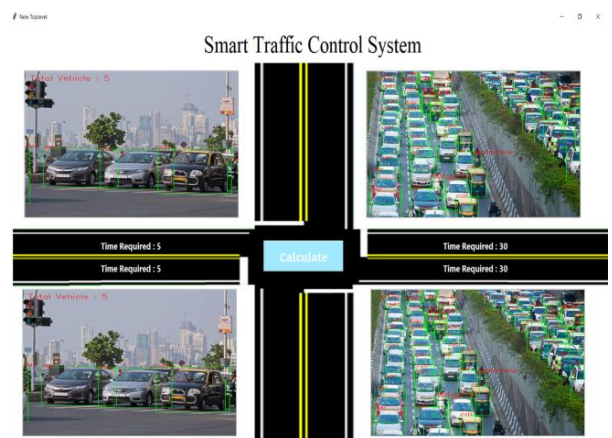 New Toplevel
Smart Traffic Control System
Total Vehicle : 5
Time Required : 5
Time Required : 30
Calculate
Time Required : 5
Time Required : 30
Total Vehicle : 5